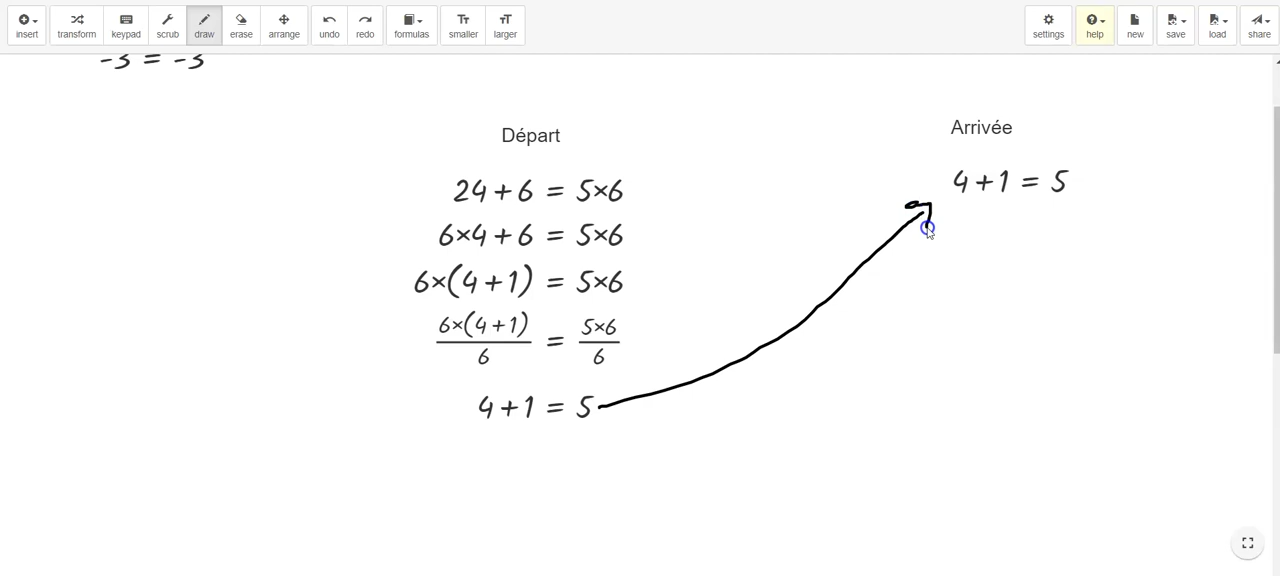 insert transform keypad scrub draw erase arrange undo redo formulas Tт smaller тT larger settings help new save load share
-3 = -3
Départ
Arrivée
24+6 = 5×6
4+1 = 5
6×4+6 = 5×6
6×(4+1) = 5×6
6×(4+1)/6 = 5×6/6
4+1 = 5